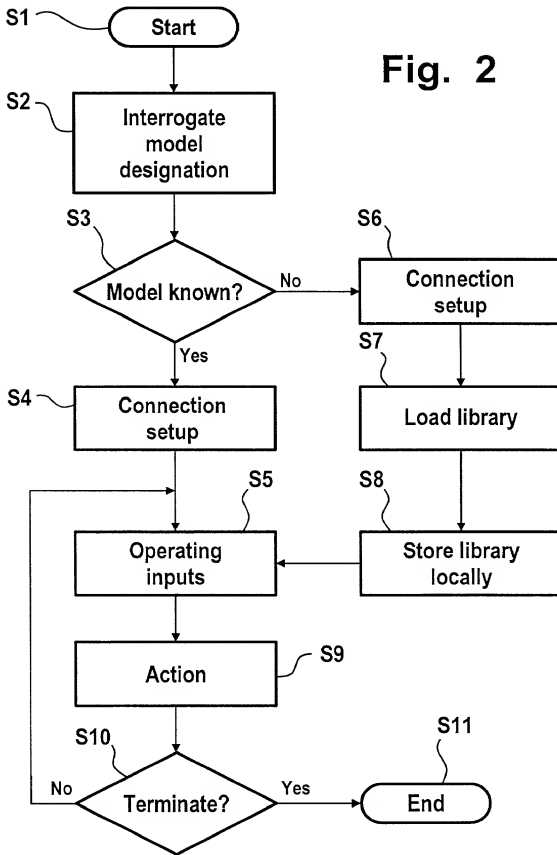 S1
Start
Fig. 2
S2
Interrogate
model
designation
S3
Model known?
No
Yes
S6
Connection
setup
S7
Load library
S4
Connection
setup
S8
Store library
locally
S5
Operating
inputs
S9
Action
S10
Terminate?
No
Yes
S11
End